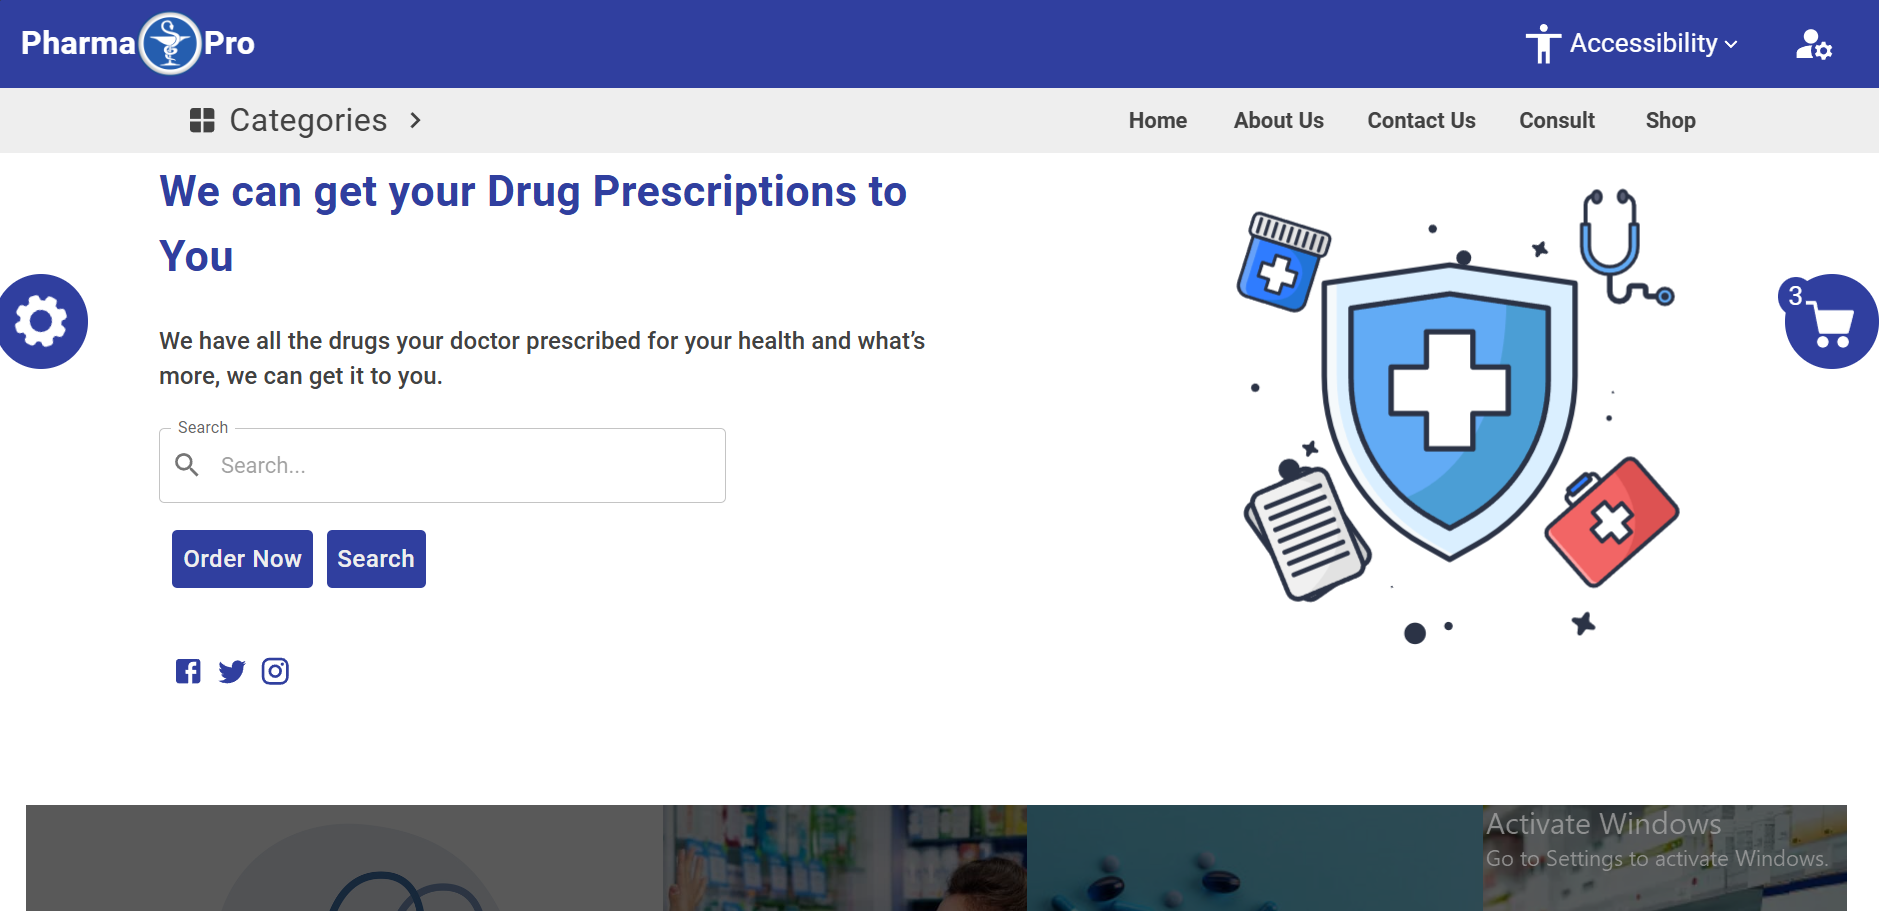 Pharma Pro
Accessibility
Categories
Home About Us Contact Us Consult Shop
We can get your Drug Prescriptions to
You
3
We have all the drugs your doctor prescribed for your health and what’s
more, we can get it to you.
Search
Search...
Order Now Search
Activate Windows
Go to Settings to activate Windows.